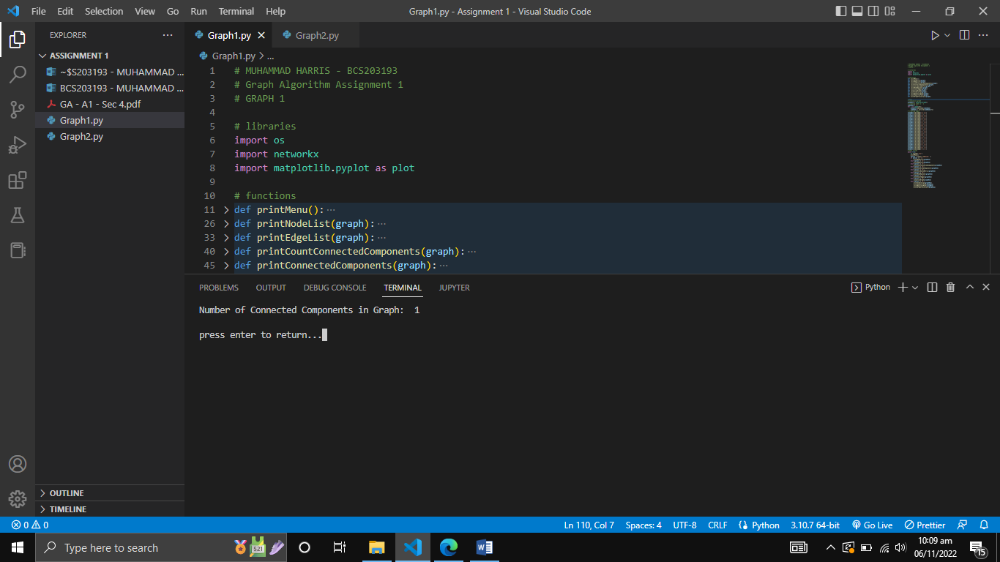 File Edit Selection View Go Run Terminal Help
Graph1.py - Assignment 1 - Visual Studio Code
EXPLORER
ASSIGNMENT 1
~$S203193 - MUHAMMAD ...
BCS203193 - MUHAMMAD ...
GA - A1 - Sec 4.pdf
Graph1.py
Graph2.py
OUTLINE
TIMELINE
Graph1.py Graph2.py
Graph1.py > ...
1 # MUHAMMAD HARRIS - BCS203193
2 # Graph Algorithm Assignment 1
3 # GRAPH 1
4
5 # libraries
6 import os
7 import networkx
8 import matplotlib.pyplot as plot
9
10 # functions
11 def printMenu(): ...
26 def printNodeList(graph): ...
33 def printEdgeList(graph): ...
40 def printCountConnectedComponents(graph): ...
45 def printConnectedComponents(graph): ...
PROBLEMS OUTPUT DEBUG CONSOLE TERMINAL JUPYTER
Python
Number of Connected Components in Graph:  1
press enter to return...
0 0 Ln 110, Col 7 Spaces: 4 UTF-8 CRLF Python 3.10.7 64-bit Go Live Prettier
Type here to search
521
10:09 am
06/11/2022
15